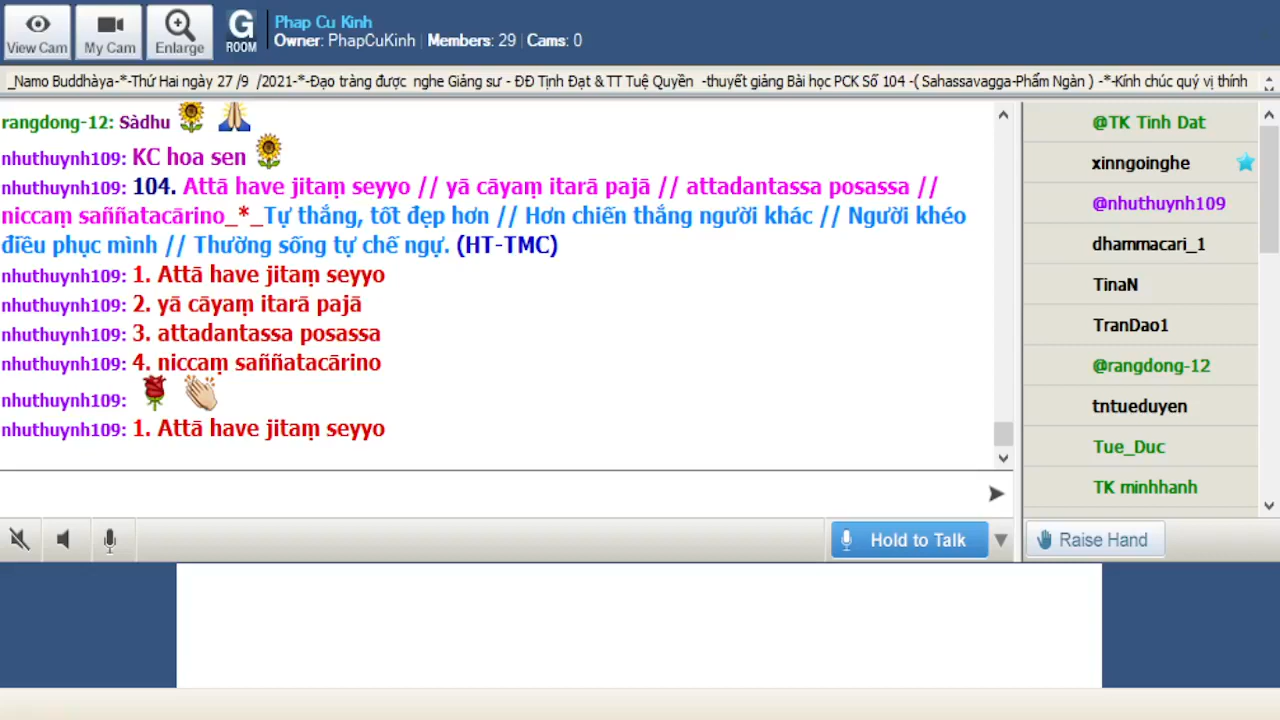 View Cam
My Cam
Enlarge
G
ROOM
Phap Cu Kinh
Owner: PhapCuKinh | Members: 29 | Cams: 0
_Namo Buddhàya-*-Thứ Hai ngày 27 /9 /2021-*-Đạo tràng được nghe Giảng sư - ĐĐ Tịnh Đạt & TT Tuệ Quyền -thuyết giảng Bài học PCK Số 104 -( Sahassavagga-Phẩm Ngàn ) -*-Kính chúc quý vị thính
rangdong-12: Sàdhu
nhuthuynh109: KC hoa sen
nhuthuynh109: 104. Attā have jitaṃ seyyo // yā cāyaṃ itarā pajā // attadantassa posassa //
niccaṃ saññatacārino_*_Tự thắng, tốt đẹp hơn // Hơn chiến thắng người khác // Người khéo
điều phục mình // Thường sống tự chế ngự. (HT-TMC)
nhuthuynh109: 1. Attā have jitaṃ seyyo
nhuthuynh109: 2. yā cāyaṃ itarā pajā
nhuthuynh109: 3. attadantassa posassa
nhuthuynh109: 4. niccaṃ saññatacārino
nhuthuynh109:
nhuthuynh109: 1. Attā have jitaṃ seyyo
@TK Tinh Dat
xinngoinghe
@nhuthuynh109
dhammacari_1
TinaN
TranDao1
@rangdong-12
tntueduyen
Tue_Duc
TK minhhanh
Hold to Talk
Raise Hand